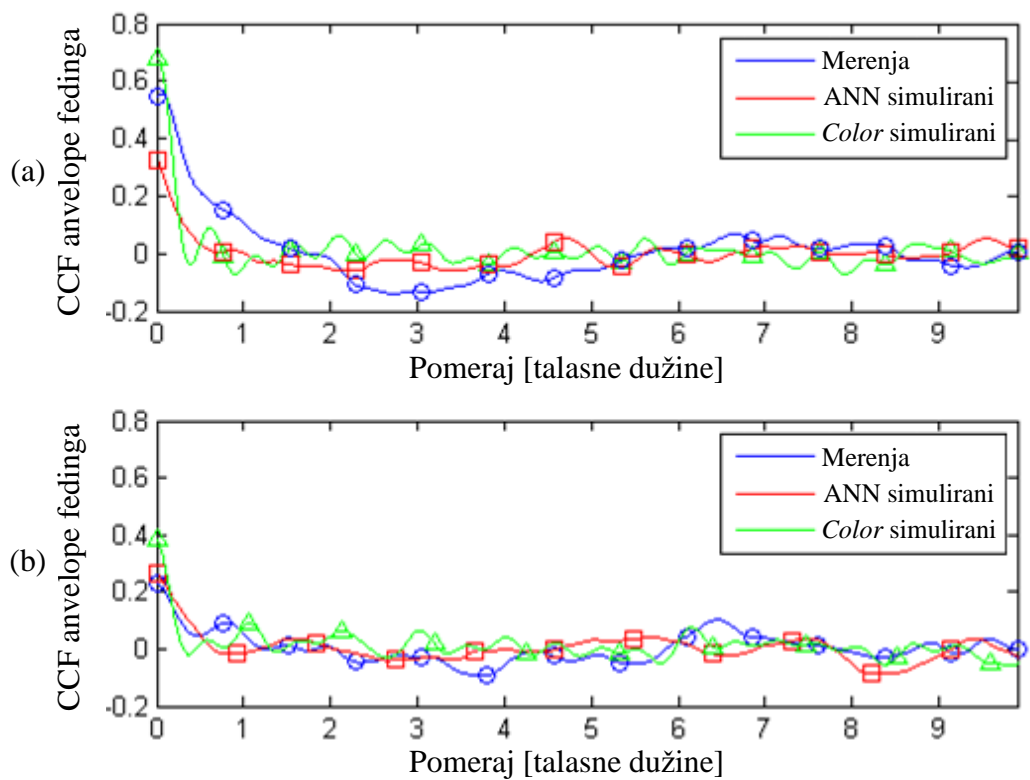 (a)
CCF anvelope fedinga
0.8
0.6
0.4
0.2
0
-0.2
0 1 2 3 4 5 6 7 8 9
Pomeraj [talasne dužine]
Merenja
ANN simulirani
Color simulirani
(b)
CCF anvelope fedinga
0.8
0.6
0.4
0.2
0
-0.2
0 1 2 3 4 5 6 7 8 9
Pomeraj [talasne dužine]
Merenja
ANN simulirani
Color simulirani